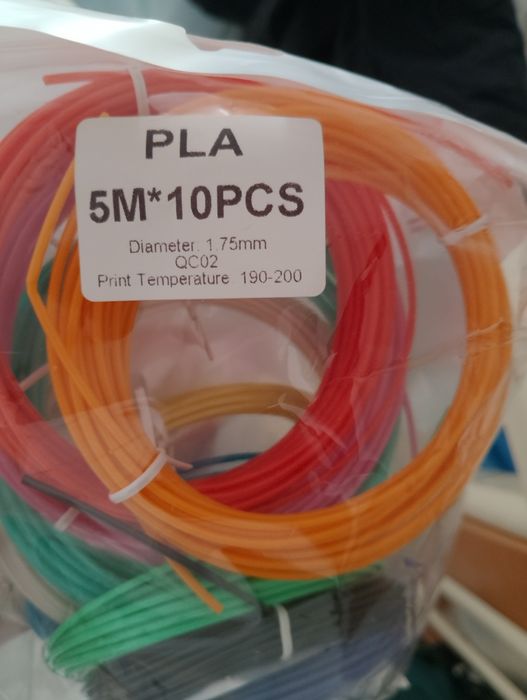 PLA
5M*10PCS
Diameter: 1.75mm
QC02
Print Temperature: 190-200